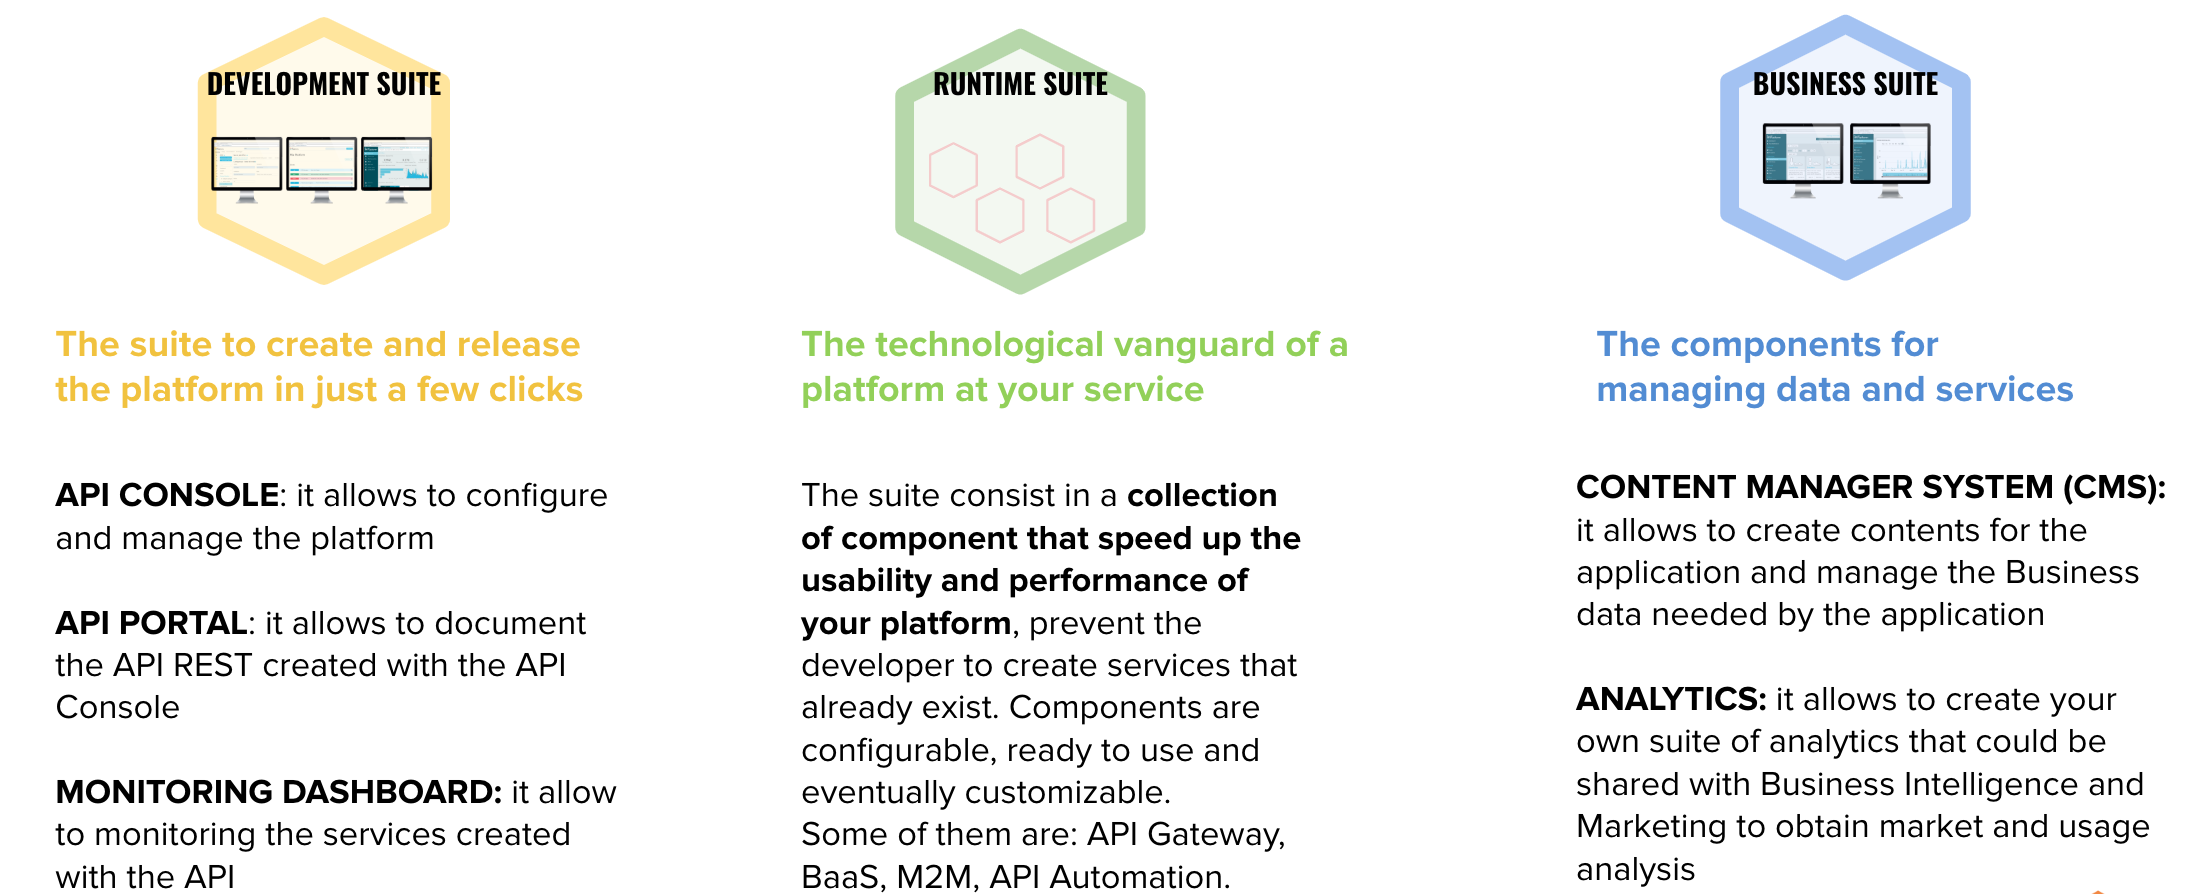 DEVELOPMENT SUITE
The suite to create and release
the platform in just a few clicks
API CONSOLE: it allows to configure
and manage the platform
API PORTAL: it allows to document
the API REST created with the API
Console
MONITORING DASHBOARD: it allow
to monitoring the services created
with the API
RUNTIME SUITE
The technological vanguard of a
platform at your service
The suite consist in a collection
of component that speed up the
usability and performance of
your platform, prevent the
developer to create services that
already exist. Components are
configurable, ready to use and
eventually customizable.
Some of them are: API Gateway,
BaaS, M2M, API Automation.
BUSINESS SUITE
The components for
managing data and services
CONTENT MANAGER SYSTEM (CMS):
it allows to create contents for the
application and manage the Business
data needed by the application
ANALYTICS: it allows to create your
own suite of analytics that could be
shared with Business Intelligence and
Marketing to obtain market and usage
analysis